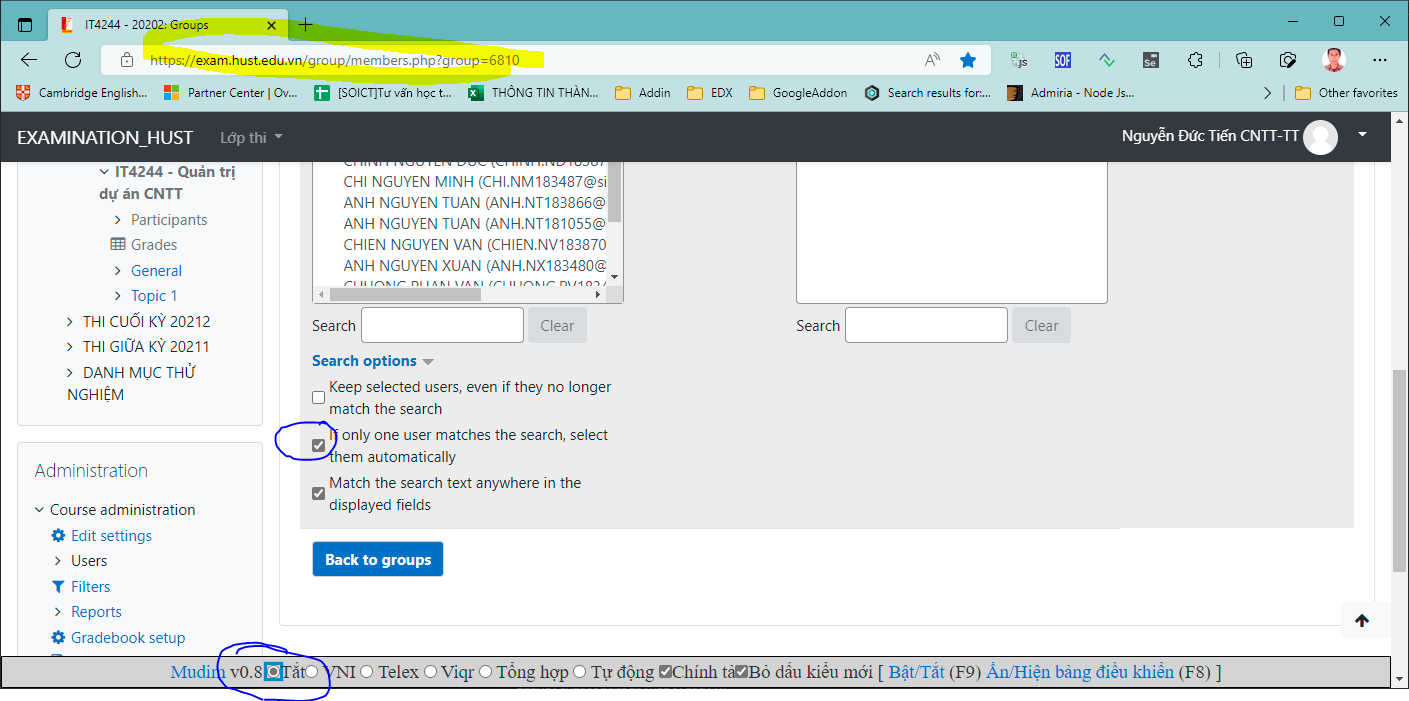 IT4244 - 20202: Groups
https://exam.hust.edu.vn/group/members.php?group=6810
Cambridge English... Partner Center | Ov... [SOICT]Tư vấn học t... THÔNG TIN THÀN... Addin EDX GoogleAddon Search results for:... Admiria - Node Js... Other favorites
EXAMINATION_HUST Lớp thi Nguyễn Đức Tiến CNTT-TT
IT4244 - Quản trị
dự án CNTT
Participants
Grades
General
Topic 1
THI CUỐI KỲ 20212
THI GIỮA KỲ 20211
DANH MỤC THỬ
NGHIỆM
CHINH NGUYEN DUC (CHINH.ND18387
CHI NGUYEN MINH (CHI.NM183487@si
ANH NGUYEN TUAN (ANH.NT183866@
ANH NGUYEN TUAN (ANH.NT181055@
CHIEN NGUYEN VAN (CHIEN.NV183870
ANH NGUYEN XUAN (ANH.NX183480@
Search Clear
Search Clear
Search options
Keep selected users, even if they no longer
match the search
If only one user matches the search, select
them automatically
Match the search text anywhere in the
displayed fields
Back to groups
Administration
Course administration
Edit settings
Users
Filters
Reports
Gradebook setup
Mudim v0.8 Tắt VNI Telex Viqr Tổng hợp Tự động Chính tả Bỏ dấu kiểu mới [ Bật/Tắt (F9) Ẩn/Hiện bảng điều khiển (F8) ]